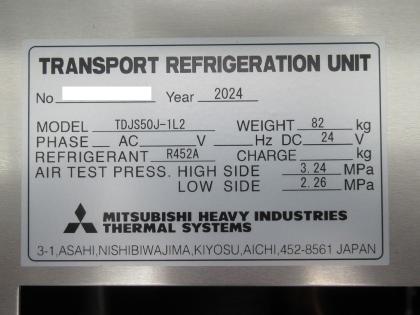 TRANSPORT REFRIGERATION UNIT
No Year 2024
MODEL TDJS50J-1L2 WEIGHT 82 kg
PHASE AC V Hz DC 24 V
REFRIGERANT R452A CHARGE kg
AIR TEST PRESS. HIGH SIDE 3.24 MPa
LOW SIDE 2.26 MPa
MITSUBISHI HEAVY INDUSTRIES
THERMAL SYSTEMS
3-1,ASAHI,NISHIBIWAJIMA,KIYOSU,AICHI,452-8561 JAPAN